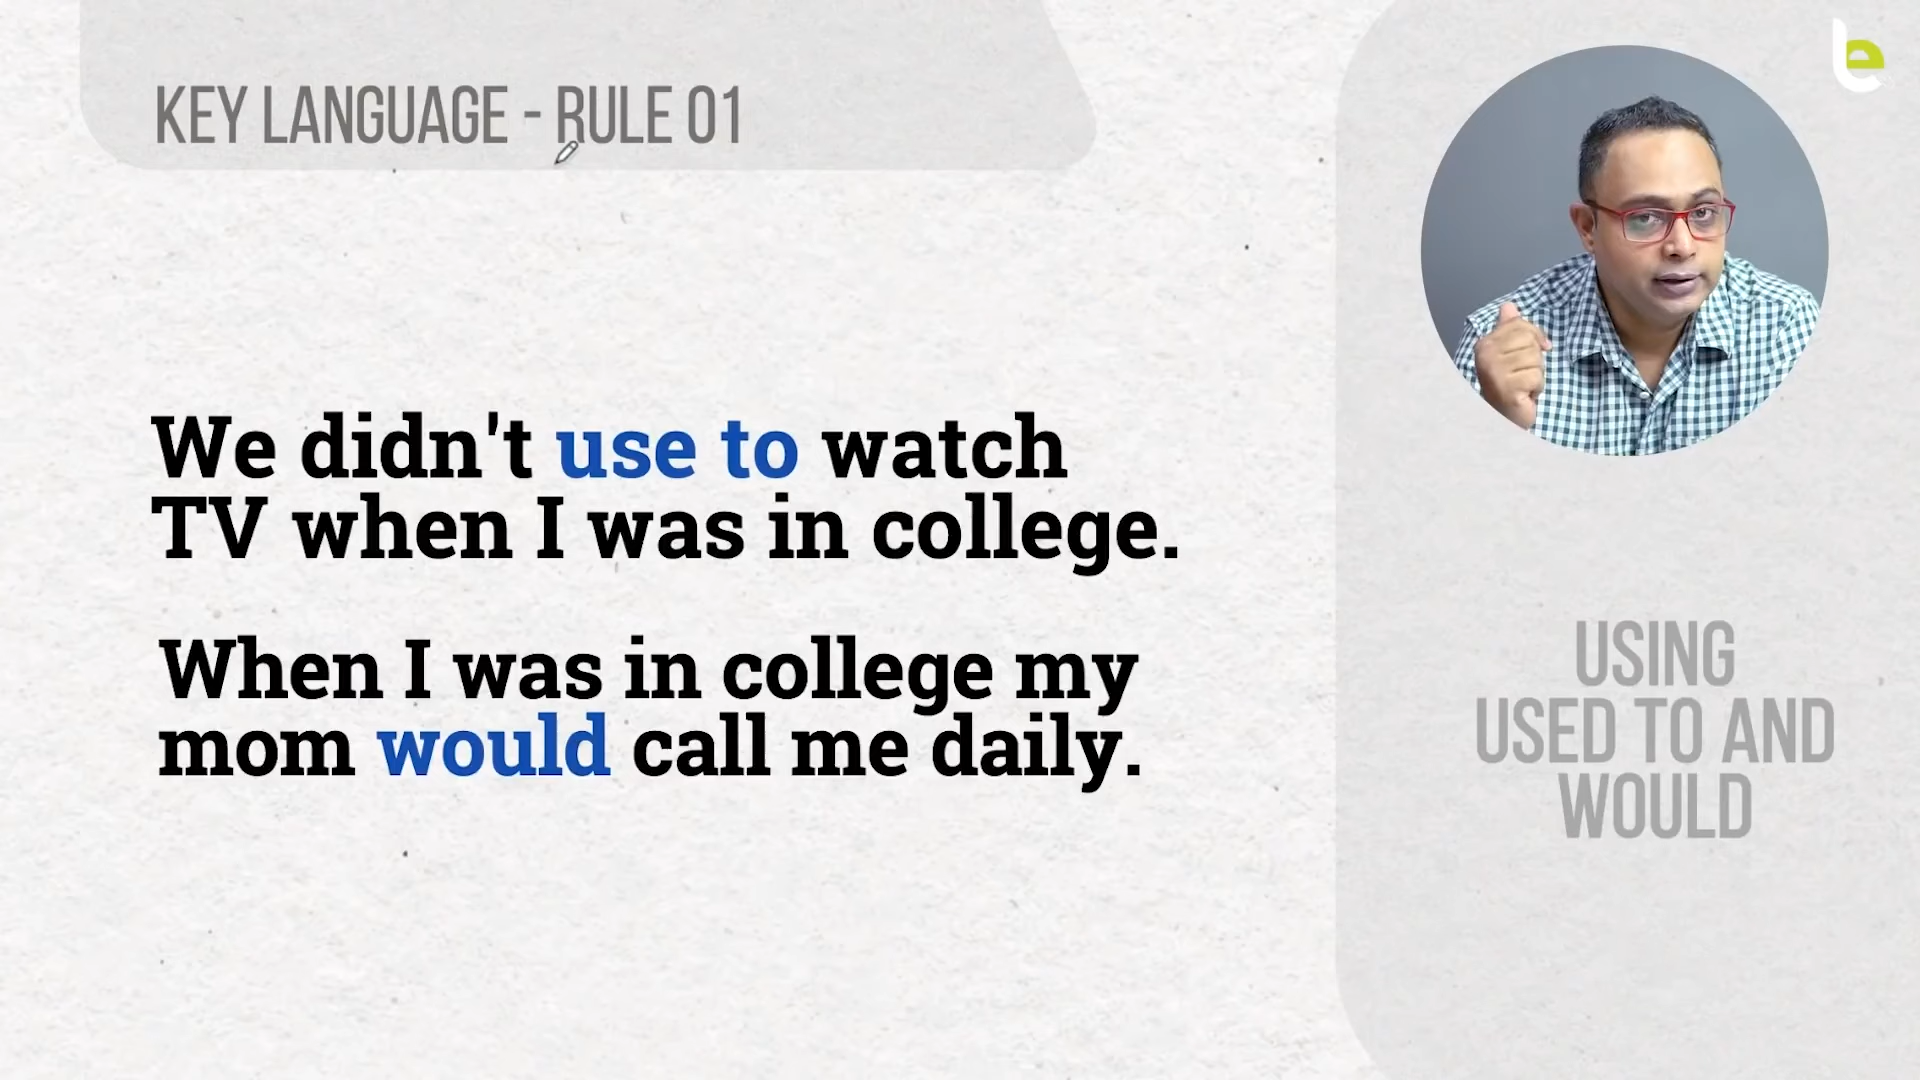 KEY LANGUAGE - RULE 01
We didn't use to watch
TV when I was in college.
When I was in college my
mom would call me daily.
USING
USED TO AND
WOULD